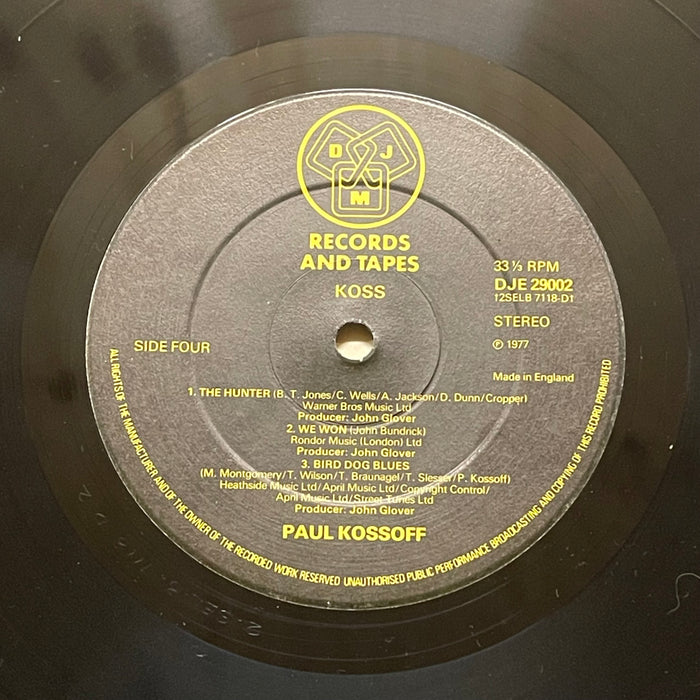 D J
M
RECORDS
AND TAPES
KOSS
33⅓ RPM
DJE 29002
12SELB 7118-D1
STEREO
℗ 1977
Made in England
SIDE FOUR
1. THE HUNTER (B. T. Jones/C. Wells/A. Jackson/D. Dunn/Cropper)
Warner Bros Music Ltd
Producer: John Glover
2. WE WON (John Bundrick)
Rondor Music (London) Ltd
Producer: John Glover
3. BIRD DOG BLUES
(M. Montgomery/T. Wilson/T. Braunagel/T. Slesser/P. Kossoff)
Heathside Music Ltd/April Music Ltd/Copyright Control/
April Music Ltd/Street Tunes Ltd
Producer: John Glover
PAUL KOSSOFF
ALL RIGHTS OF THE MANUFACTURER AND OF THE OWNER OF THE RECORDED WORK RESERVED UNAUTHORISED PUBLIC PERFORMANCE BROADCASTING AND COPYING OF THIS RECORD PROHIBITED